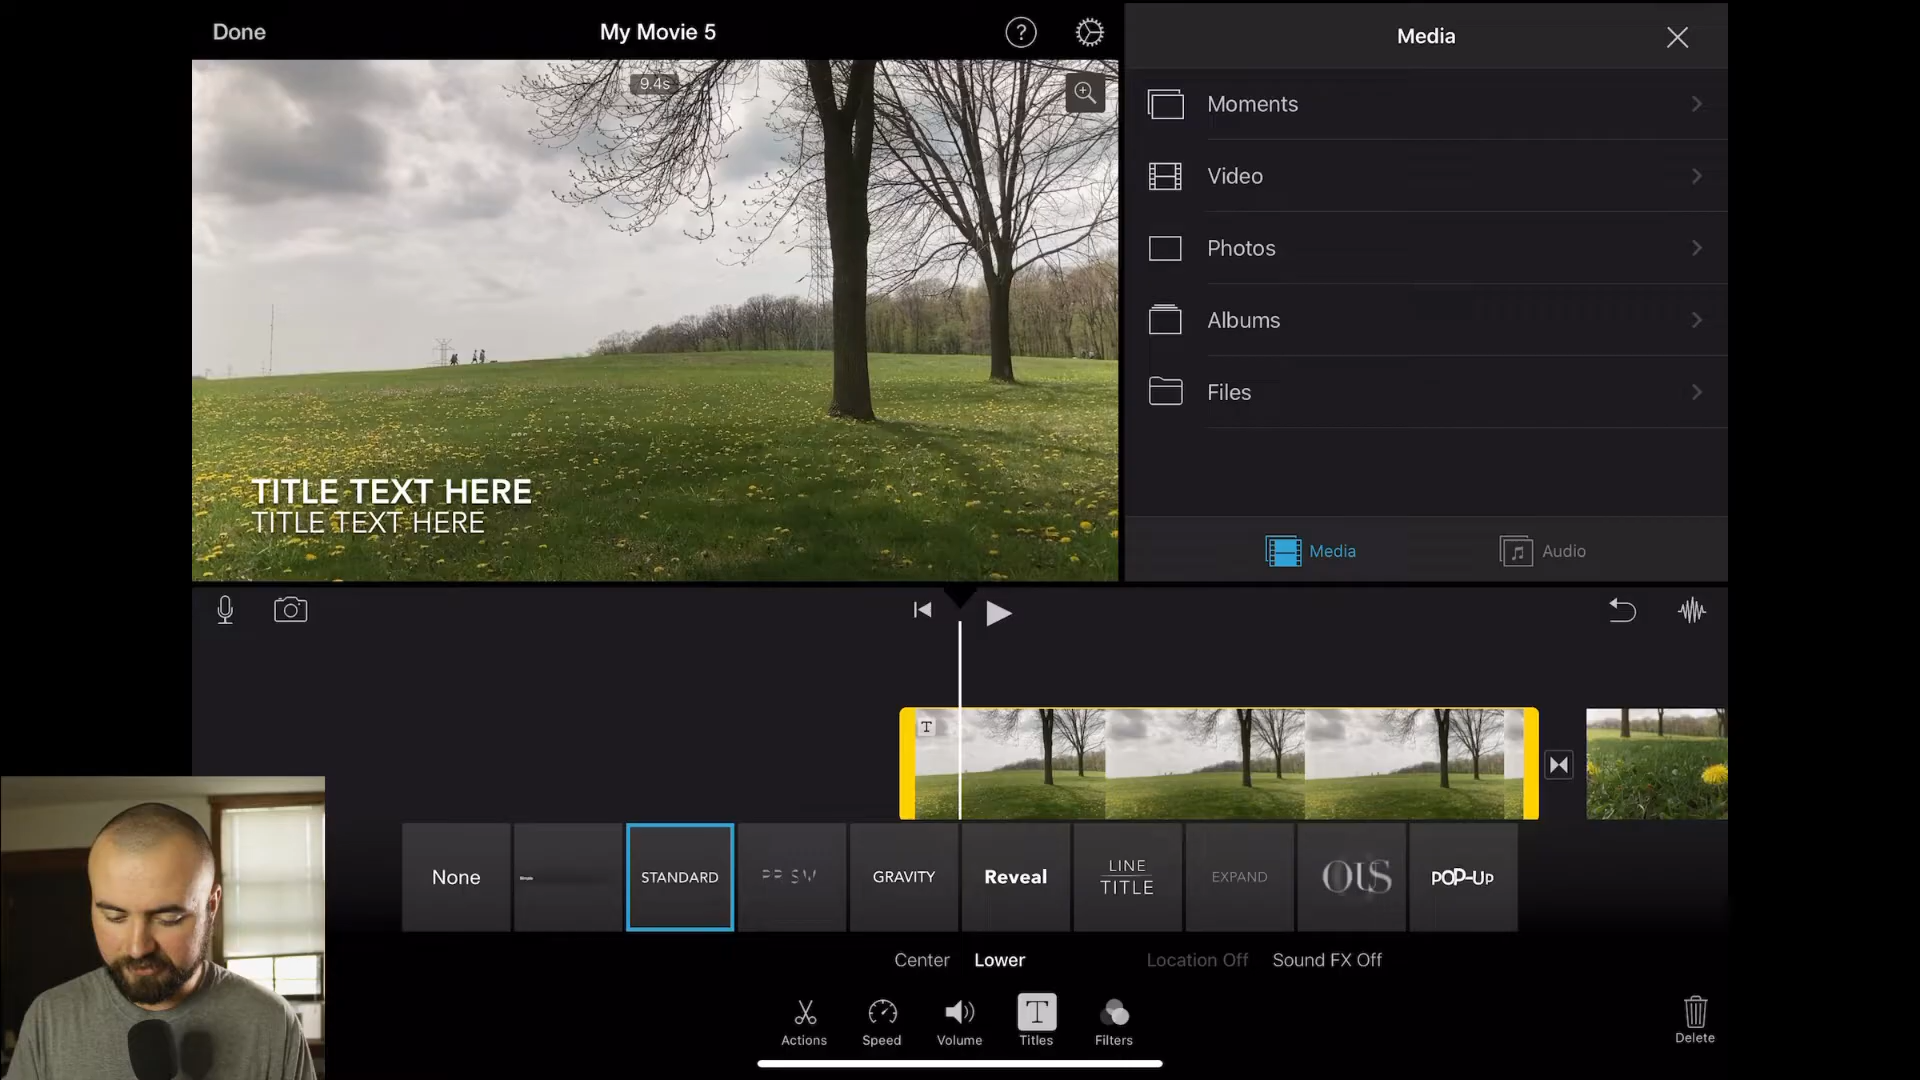 Done
My Movie 5
?
Media
9.4s
Moments
Video
Photos
Albums
Files
TITLE TEXT HERE
TITLE TEXT HERE
Media
Audio
T
None
Simple
STANDARD
PRISM
GRAVITY
Reveal
LINE
TITLE
EXPAND
POP-UP
Center
Lower
Location Off
Sound FX Off
T
Actions
Speed
Volume
Titles
Filters
Delete